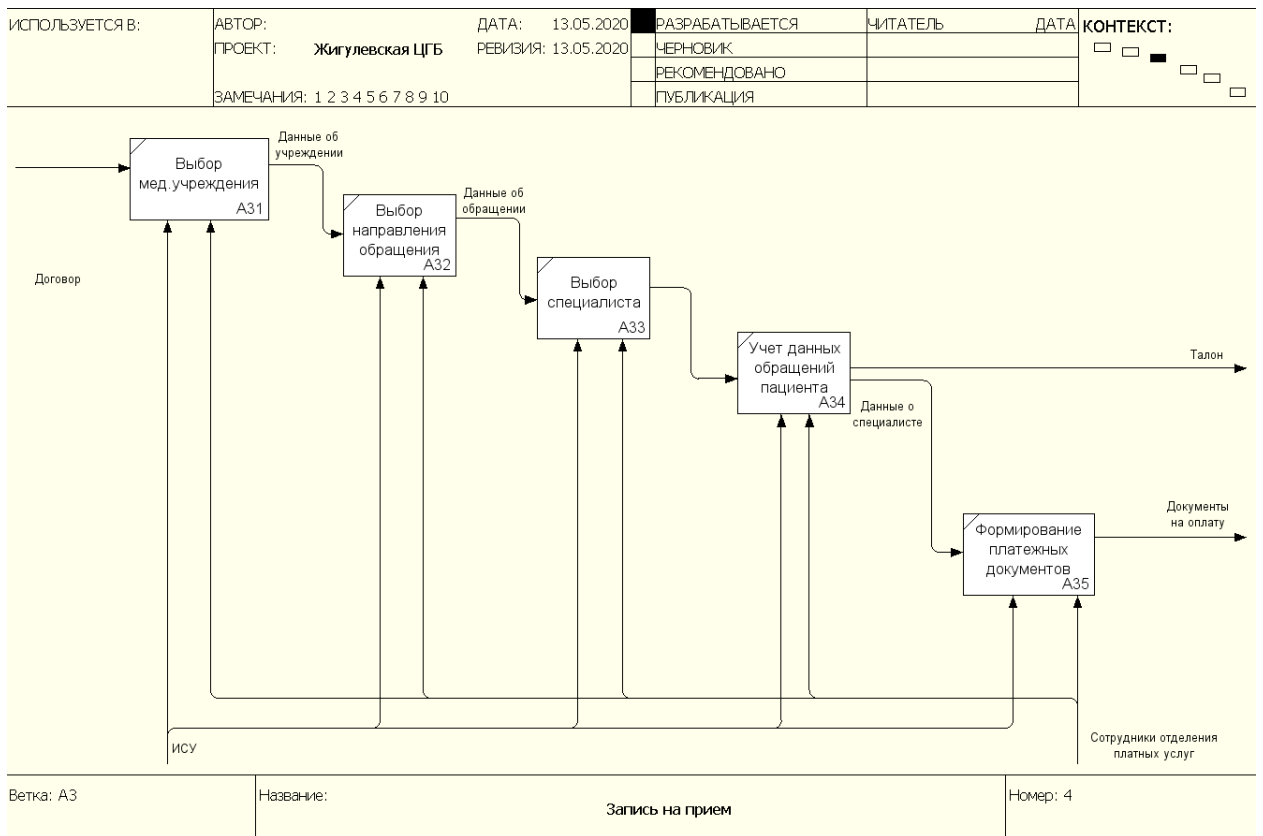 ИСПОЛЬЗУЕТСЯ В:
АВТОР:
ДАТА: 13.05.2020
РАЗРАБАТЫВАЕТСЯ
ЧИТАТЕЛЬ
ДАТА
КОНТЕКСТ:
ПРОЕКТ: Жигулевская ЦГБ
РЕВИЗИЯ: 13.05.2020
ЧЕРНОВИК
РЕКОМЕНДОВАНО
ЗАМЕЧАНИЯ: 1 2 3 4 5 6 7 8 9 10
ПУБЛИКАЦИЯ
Данные об
учреждении
Выбор
мед.учреждения
A31
Данные об
обращении
Выбор
направления
обращения
A32
Договор
Выбор
специалиста
A33
Учет данных
обращений
пациента
A34
Талон
Данные о
специалисте
Документы
на оплату
Формирование
платежных
документов
A35
ИСУ
Сотрудники отделения
платных услуг
Ветка: A3
Название:
Запись на прием
Номер: 4